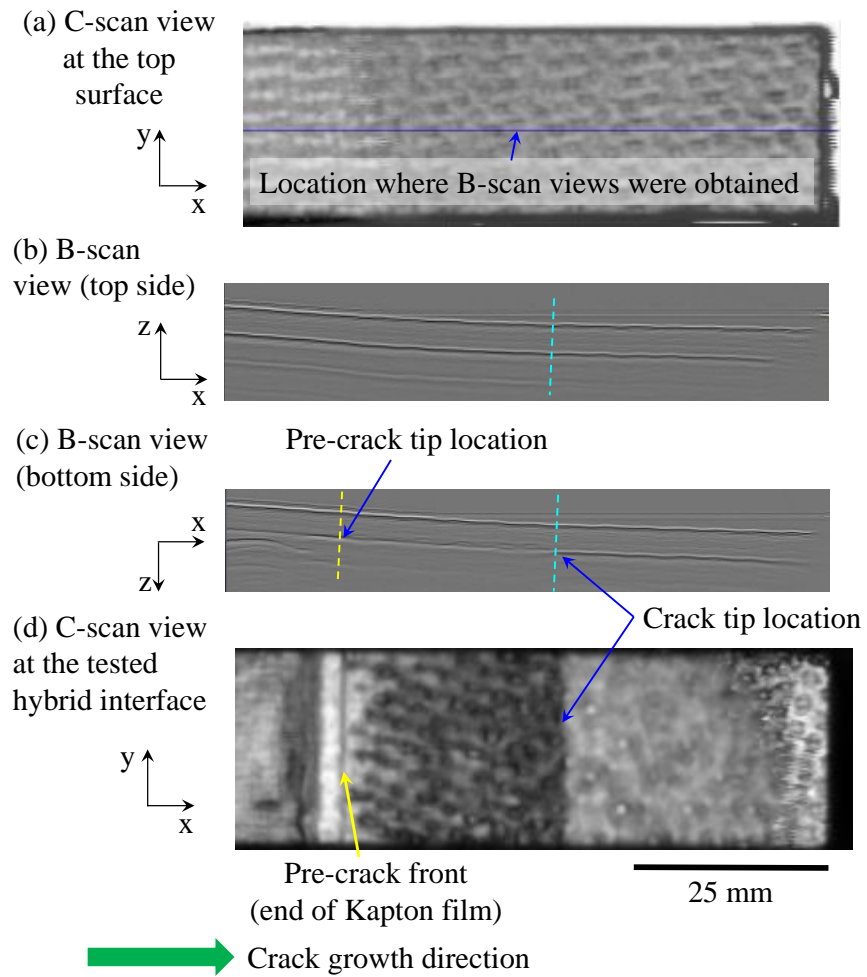 (a) C-scan view
at the top
surface
y
x
Location where B-scan views were obtained
(b) B-scan
view (top side)
z
x
(c) B-scan view
(bottom side)
Pre-crack tip location
x
z
(d) C-scan view
at the tested
hybrid interface
Crack tip location
y
x
Pre-crack front
(end of Kapton film)
25 mm
Crack growth direction